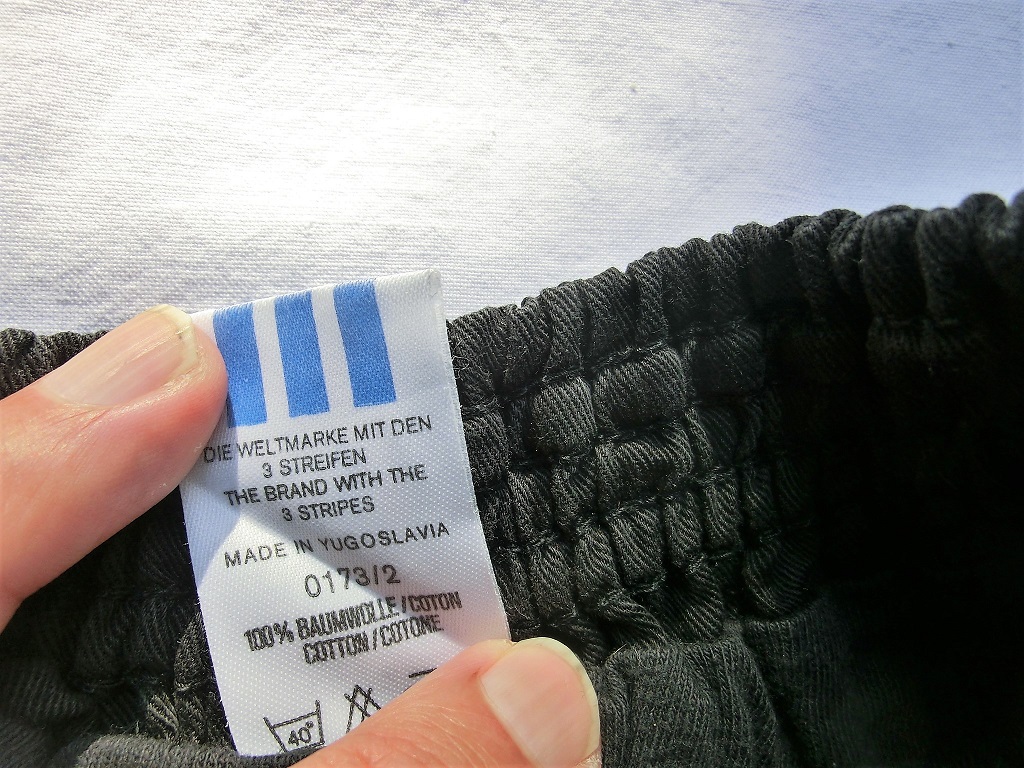 DIE WELTMARKE MIT DEN
3 STREIFEN
THE BRAND WITH THE
3 STRIPES
MADE IN YUGOSLAVIA
0173/2
100% BAUMWOLLE/COTON
COTTON/COTONE
40°